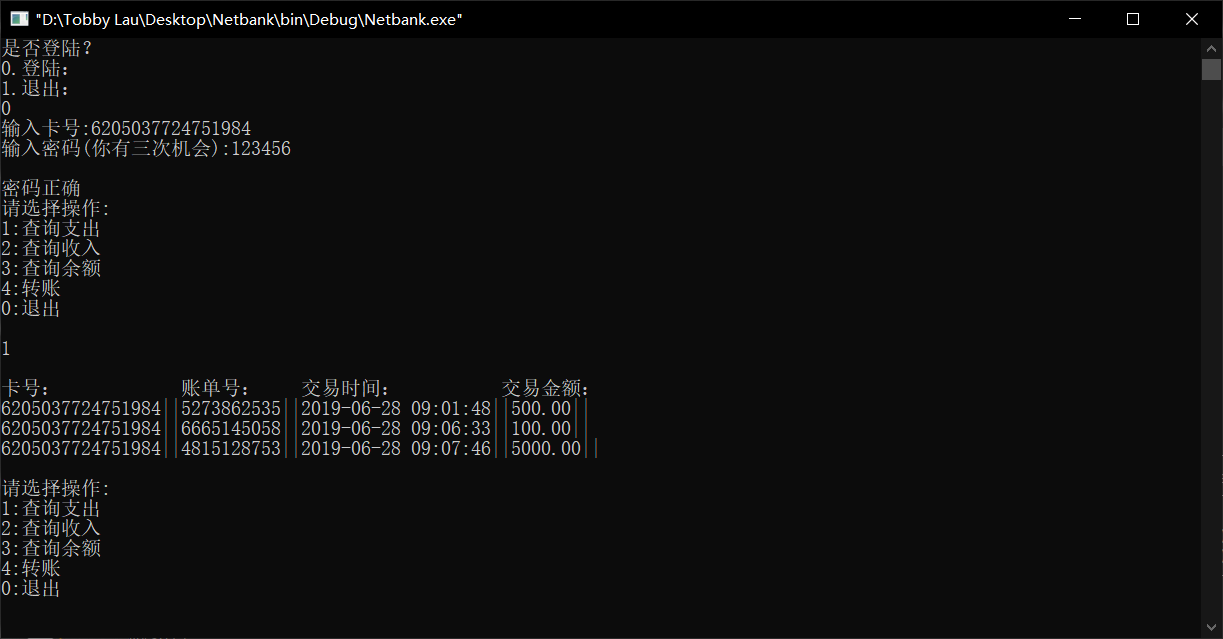 "D:\Tobby Lau\Desktop\Netbank\bin\Debug\Netbank.exe"
是否登陆？
0.登陆：
1.退出：
0
输入卡号:6205037724751984
输入密码(你有三次机会):123456
密码正确
请选择操作:
1:查询支出
2:查询收入
3:查询余额
4:转账
0:退出
1
卡号： 账单号： 交易时间： 交易金额：
6205037724751984||5273862535||2019-06-28 09:01:48||500.00||
6205037724751984||6665145058||2019-06-28 09:06:33||100.00||
6205037724751984||4815128753||2019-06-28 09:07:46||5000.00||
请选择操作:
1:查询支出
2:查询收入
3:查询余额
4:转账
0:退出